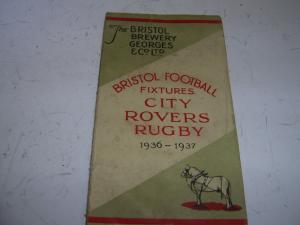 The BRISTOL
BREWERY
GEORGES
& CO LTD
BRISTOL FOOTBALL
FIXTURES
CITY
ROVERS
RUGBY
1936-1937